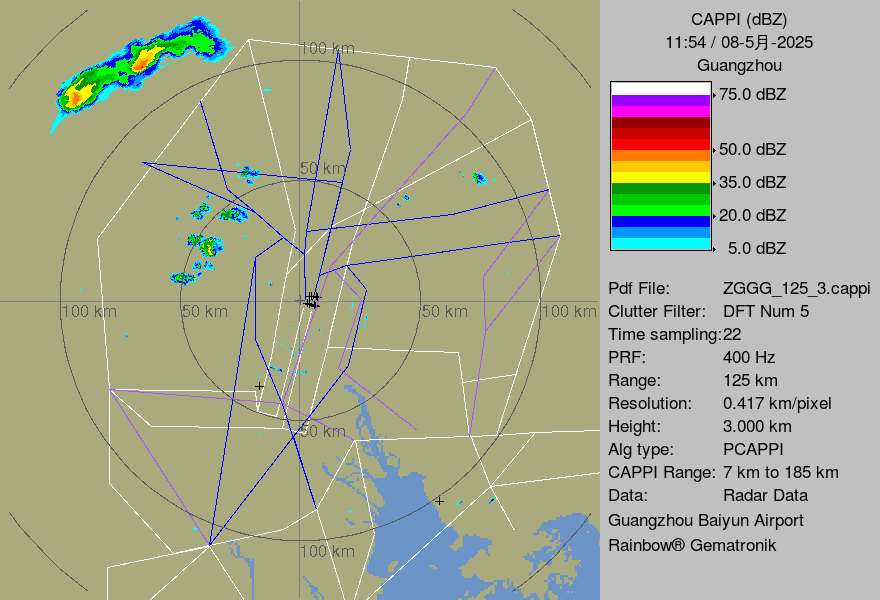 100 km
50 km
100 km
50 km
50 km
100 km
50 km
100 km
CAPPI (dBZ)
11:54 / 08-5月-2025
Guangzhou
75.0 dBZ
50.0 dBZ
35.0 dBZ
20.0 dBZ
5.0 dBZ
Pdf File: ZGGG_125_3.cappi
Clutter Filter: DFT Num 5
Time sampling:22
PRF: 400 Hz
Range: 125 km
Resolution: 0.417 km/pixel
Height: 3.000 km
Alg type: PCAPPI
CAPPI Range: 7 km to 185 km
Data: Radar Data
Guangzhou Baiyun Airport
Rainbow® Gematronik